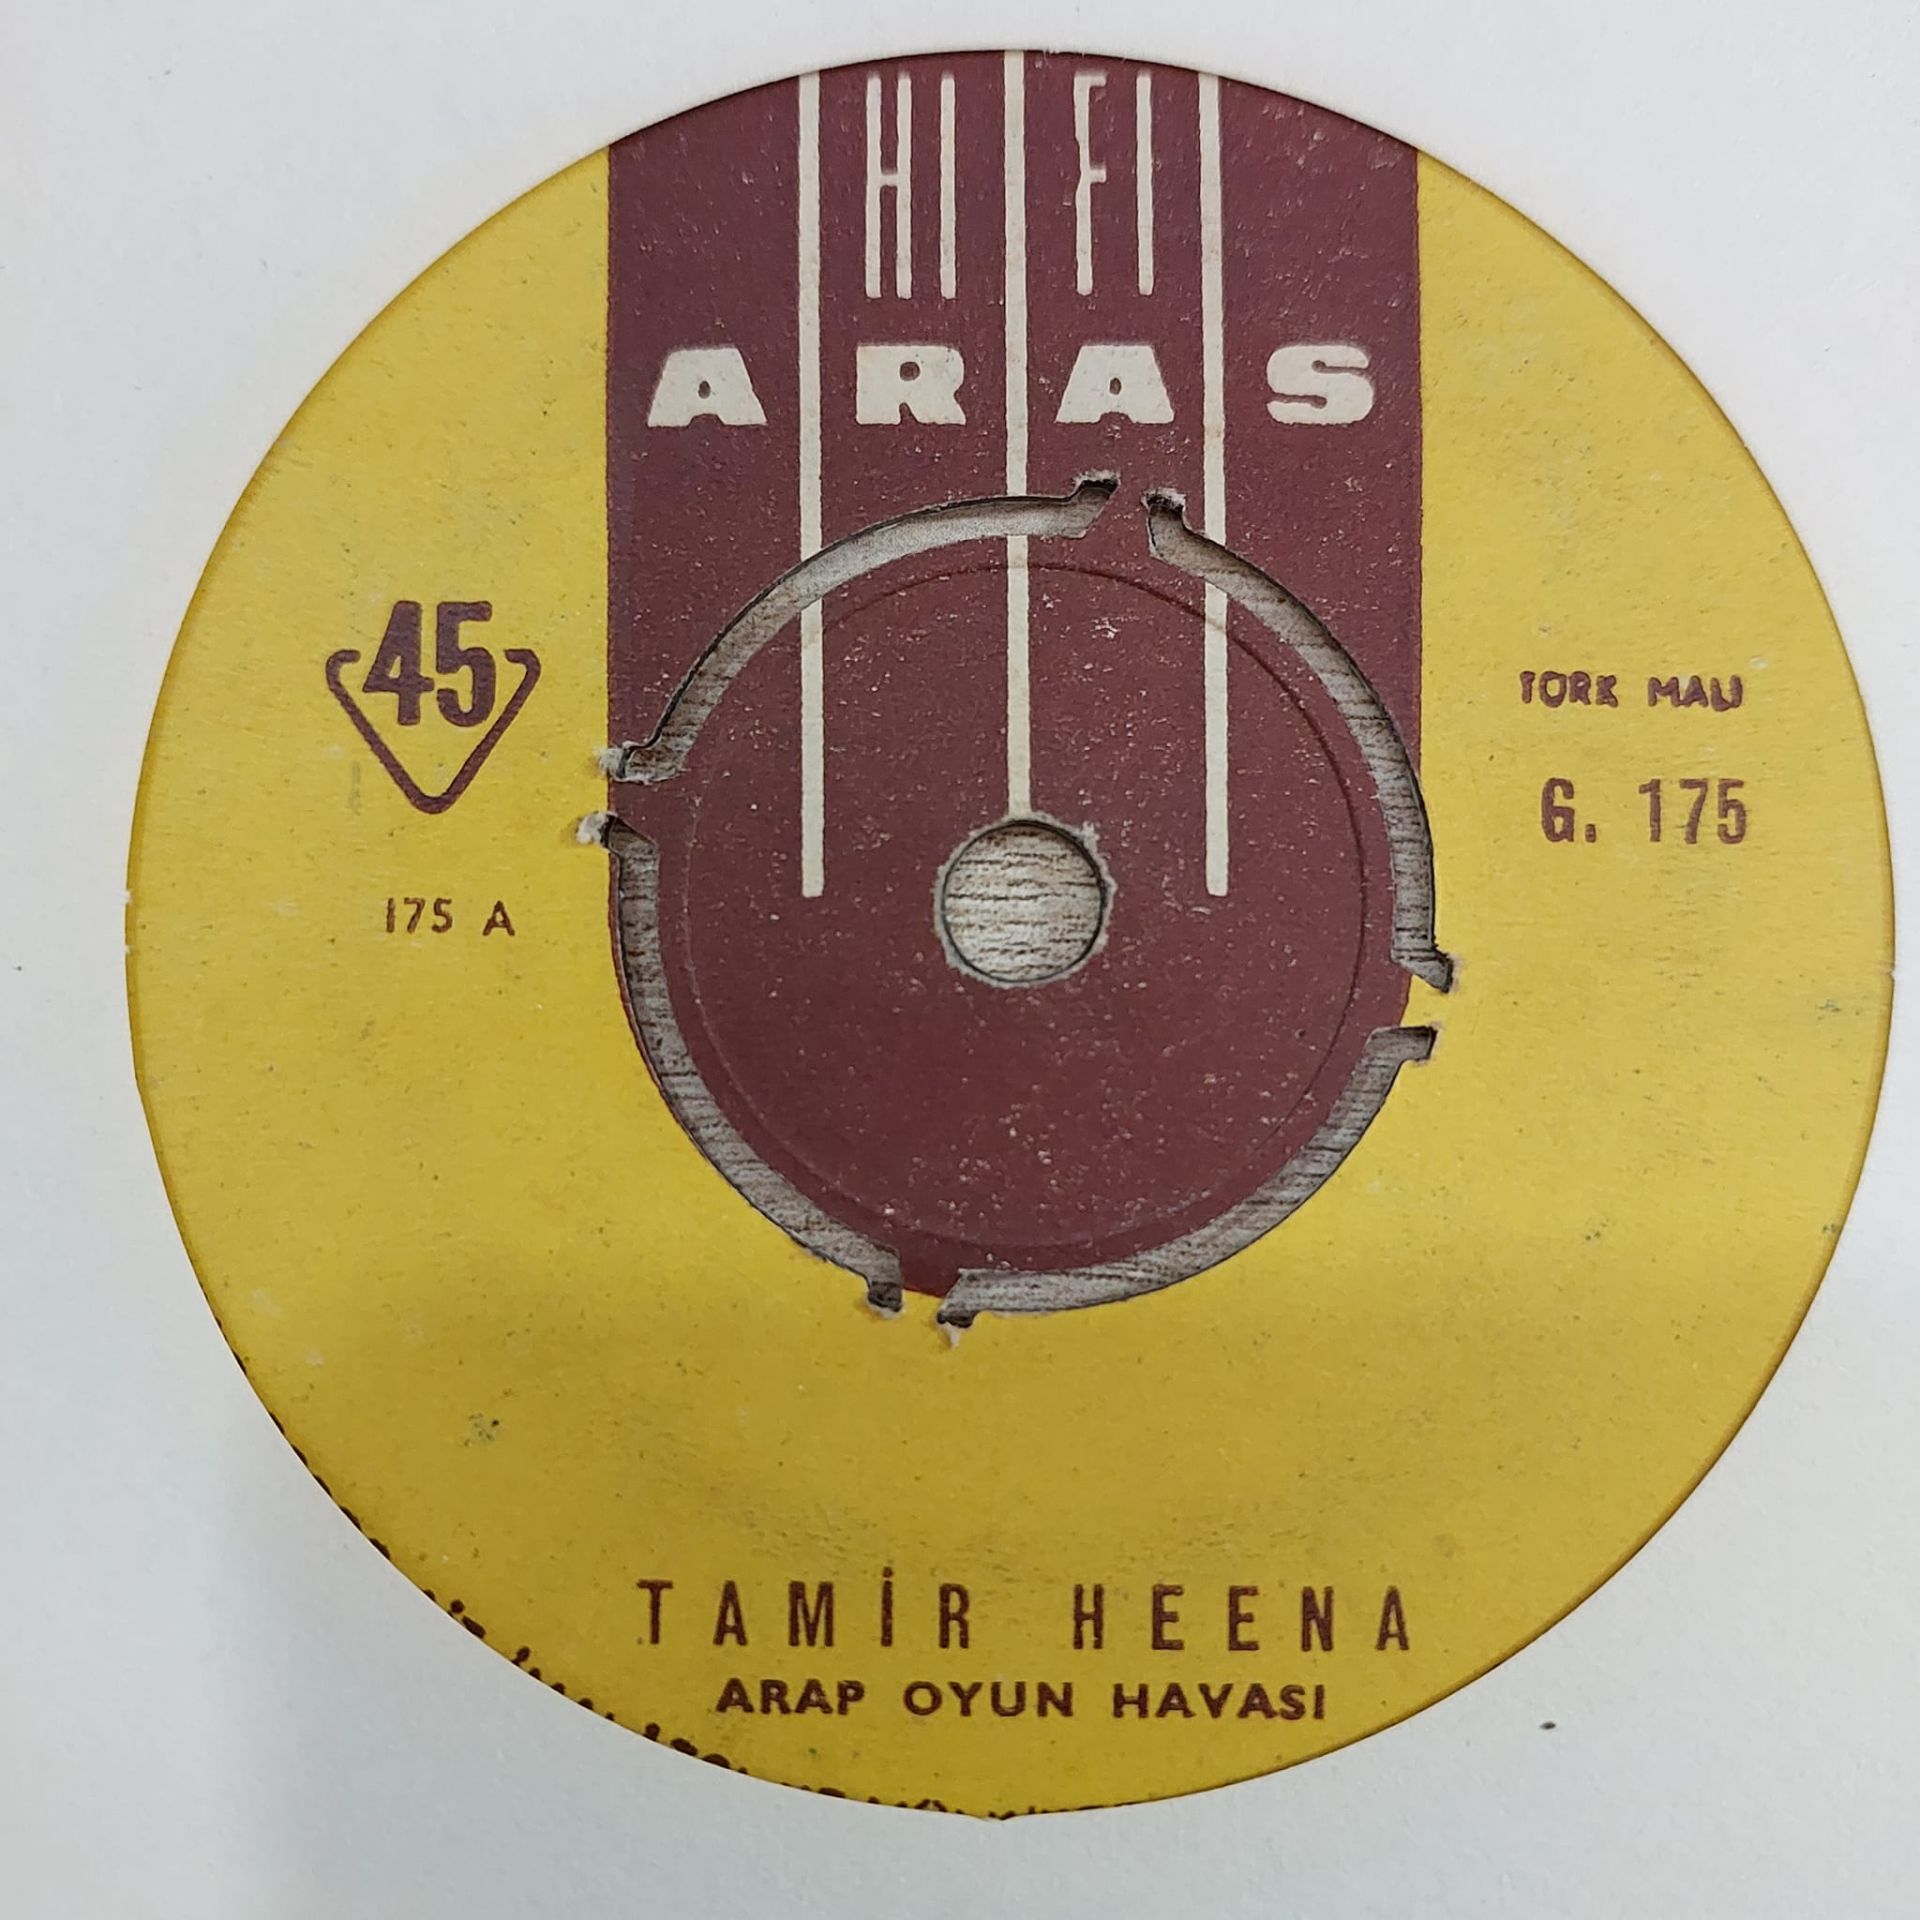 HI FI
ARAS
45
TÜRK MALI
G. 175
175 A
TAMİR HEENA
ARAP OYUN HAVASI